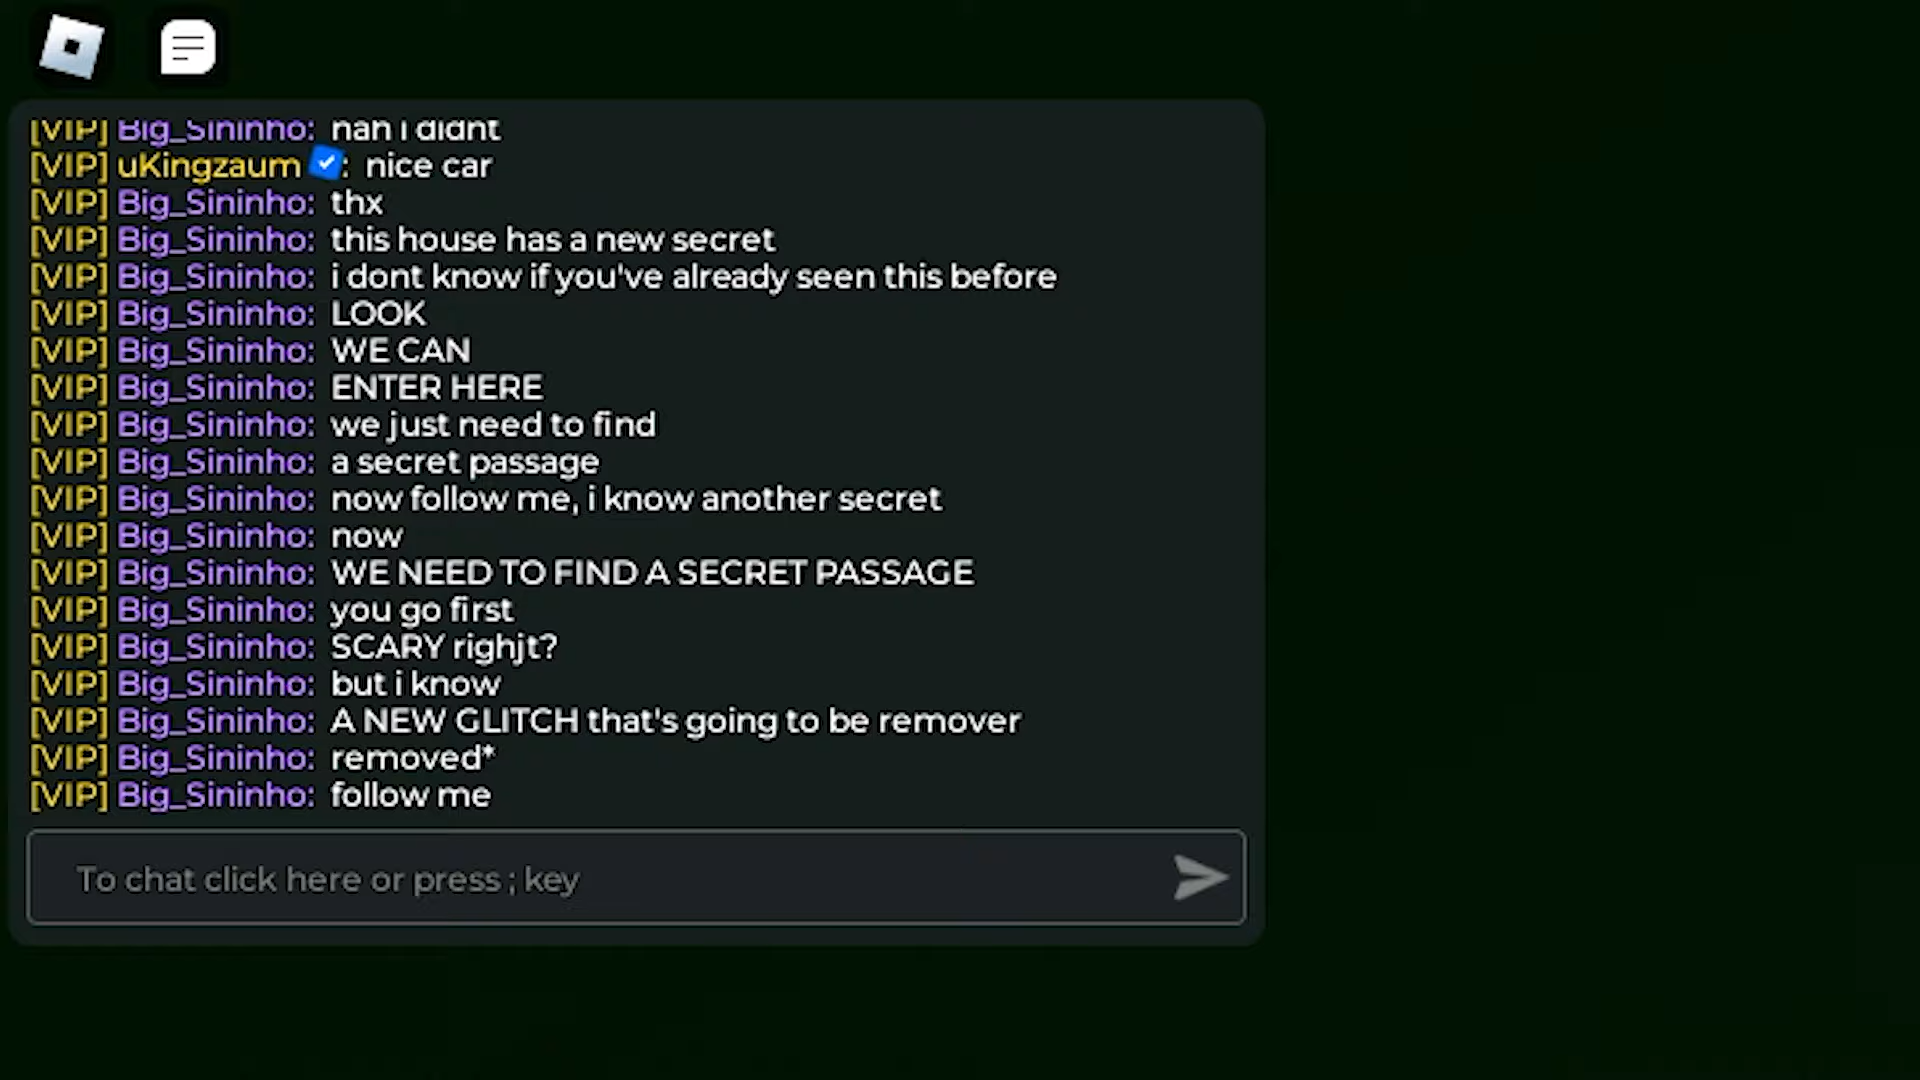 [VIP] Big_Sininho: nah i didnt
[VIP] uKingzaum : nice car
[VIP] Big_Sininho: thx
[VIP] Big_Sininho: this house has a new secret
[VIP] Big_Sininho: i dont know if you've already seen this before
[VIP] Big_Sininho: LOOK
[VIP] Big_Sininho: WE CAN
[VIP] Big_Sininho: ENTER HERE
[VIP] Big_Sininho: we just need to find
[VIP] Big_Sininho: a secret passage
[VIP] Big_Sininho: now follow me, i know another secret
[VIP] Big_Sininho: now
[VIP] Big_Sininho: WE NEED TO FIND A SECRET PASSAGE
[VIP] Big_Sininho: you go first
[VIP] Big_Sininho: SCARY righjt?
[VIP] Big_Sininho: but i know
[VIP] Big_Sininho: A NEW GLITCH that's going to be remover
[VIP] Big_Sininho: removed*
[VIP] Big_Sininho: follow me
To chat click here or press ; key